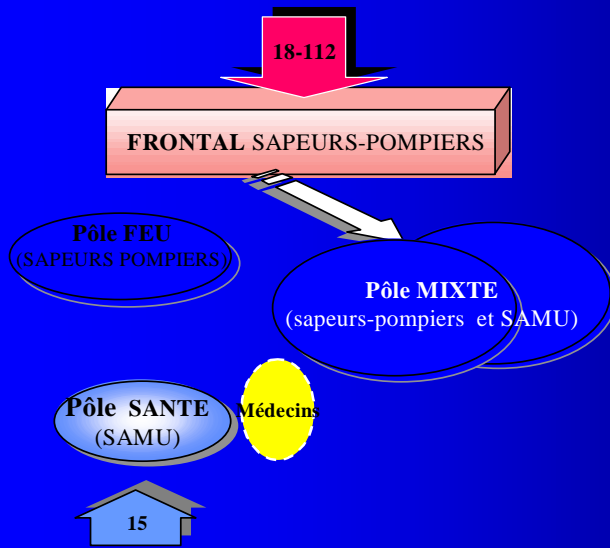 18-112
FRONTAL SAPEURS-POMPIERS
Pôle FEU
(SAPEURS POMPIERS)
Pôle MIXTE
(sapeurs-pompiers et SAMU)
Pôle SANTE
(SAMU)
Médecins
15